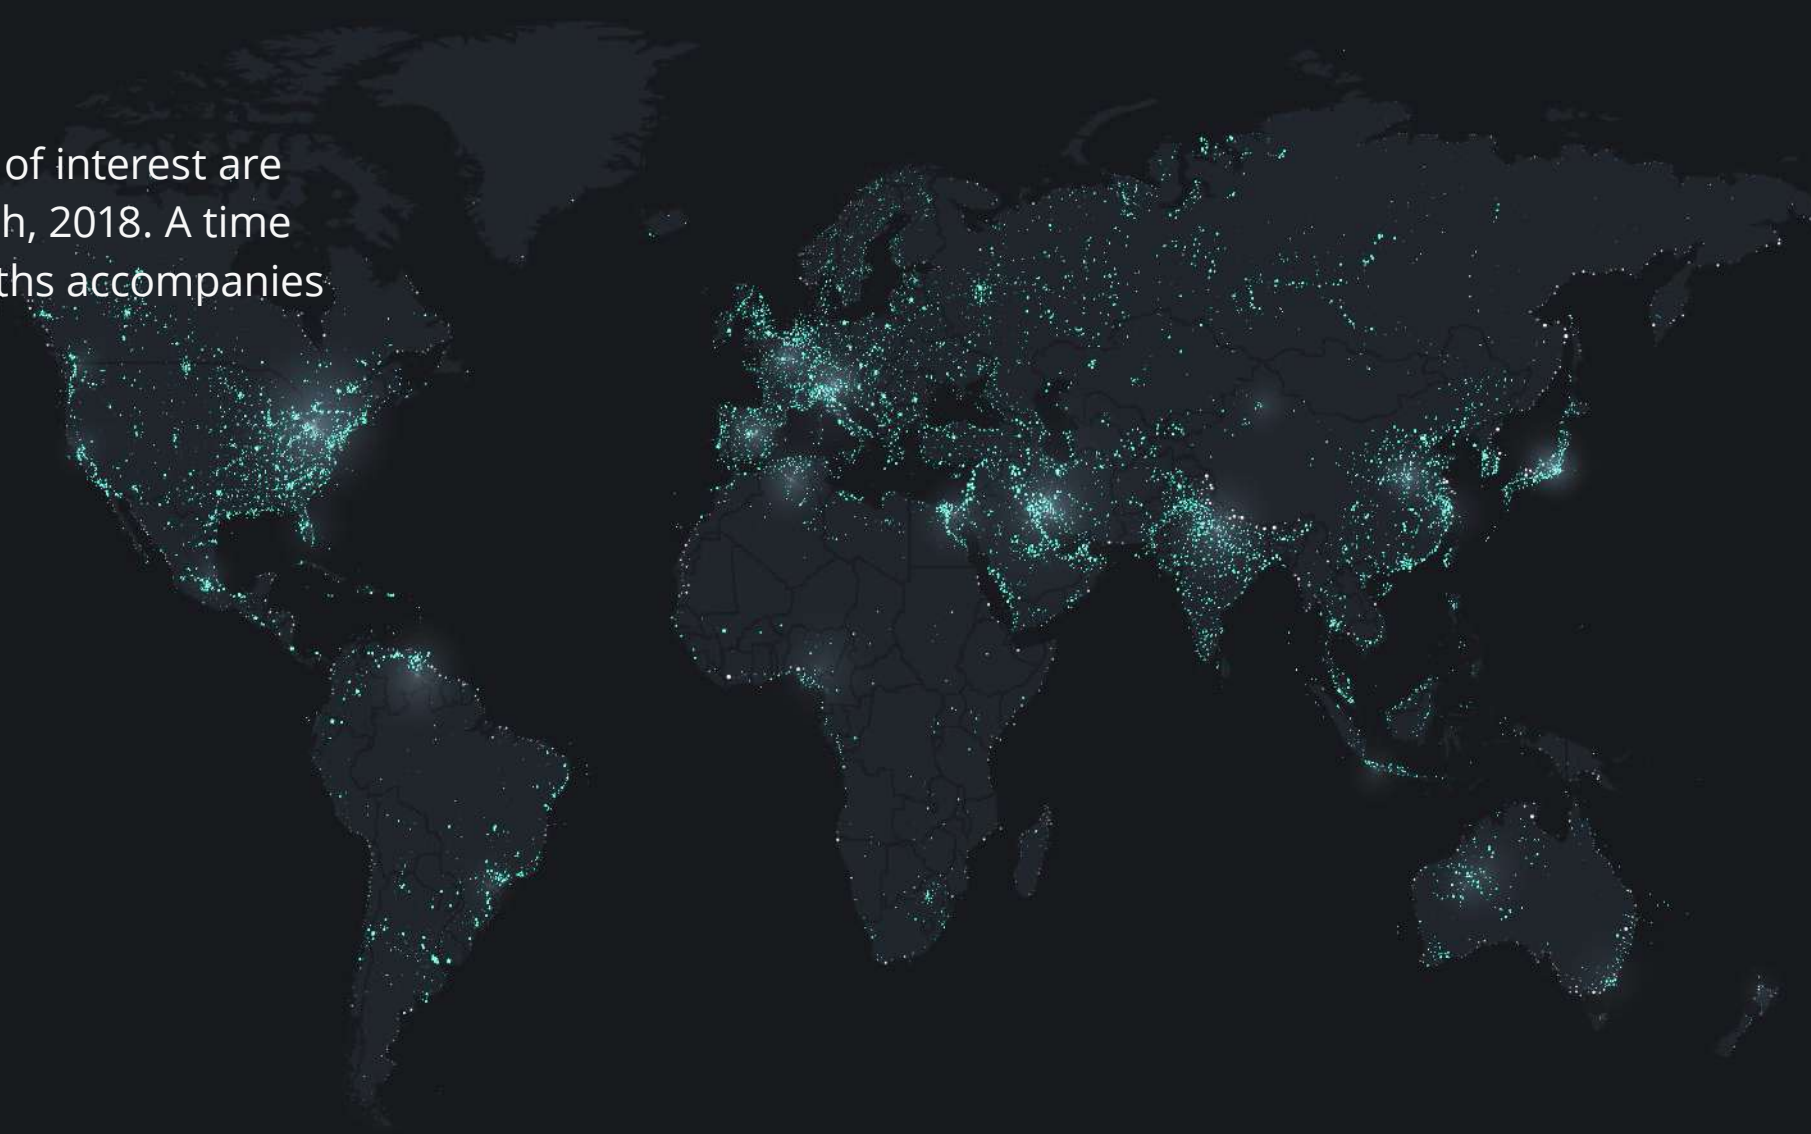 of interest are
h, 2018. A time
ths accompanies